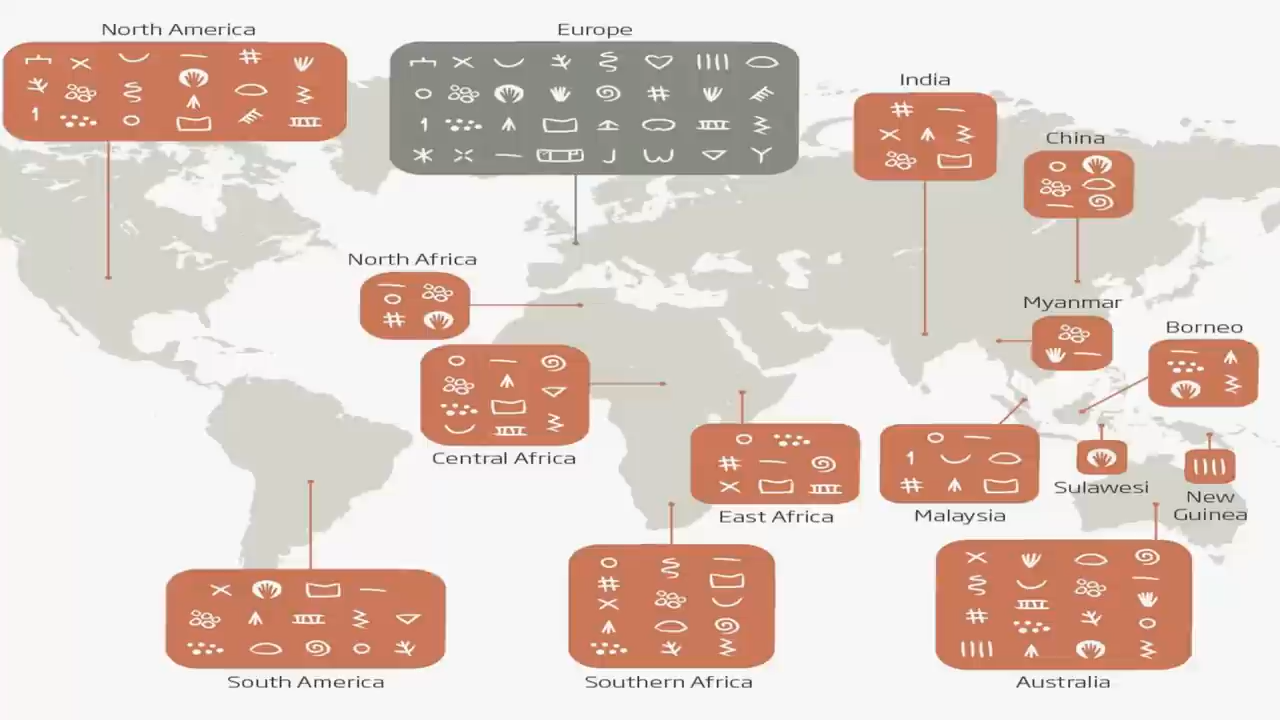 North America
Europe
India
China
North Africa
Myanmar
Borneo
Central Africa
East Africa
Malaysia
Sulawesi
New
Guinea
South America
Southern Africa
Australia